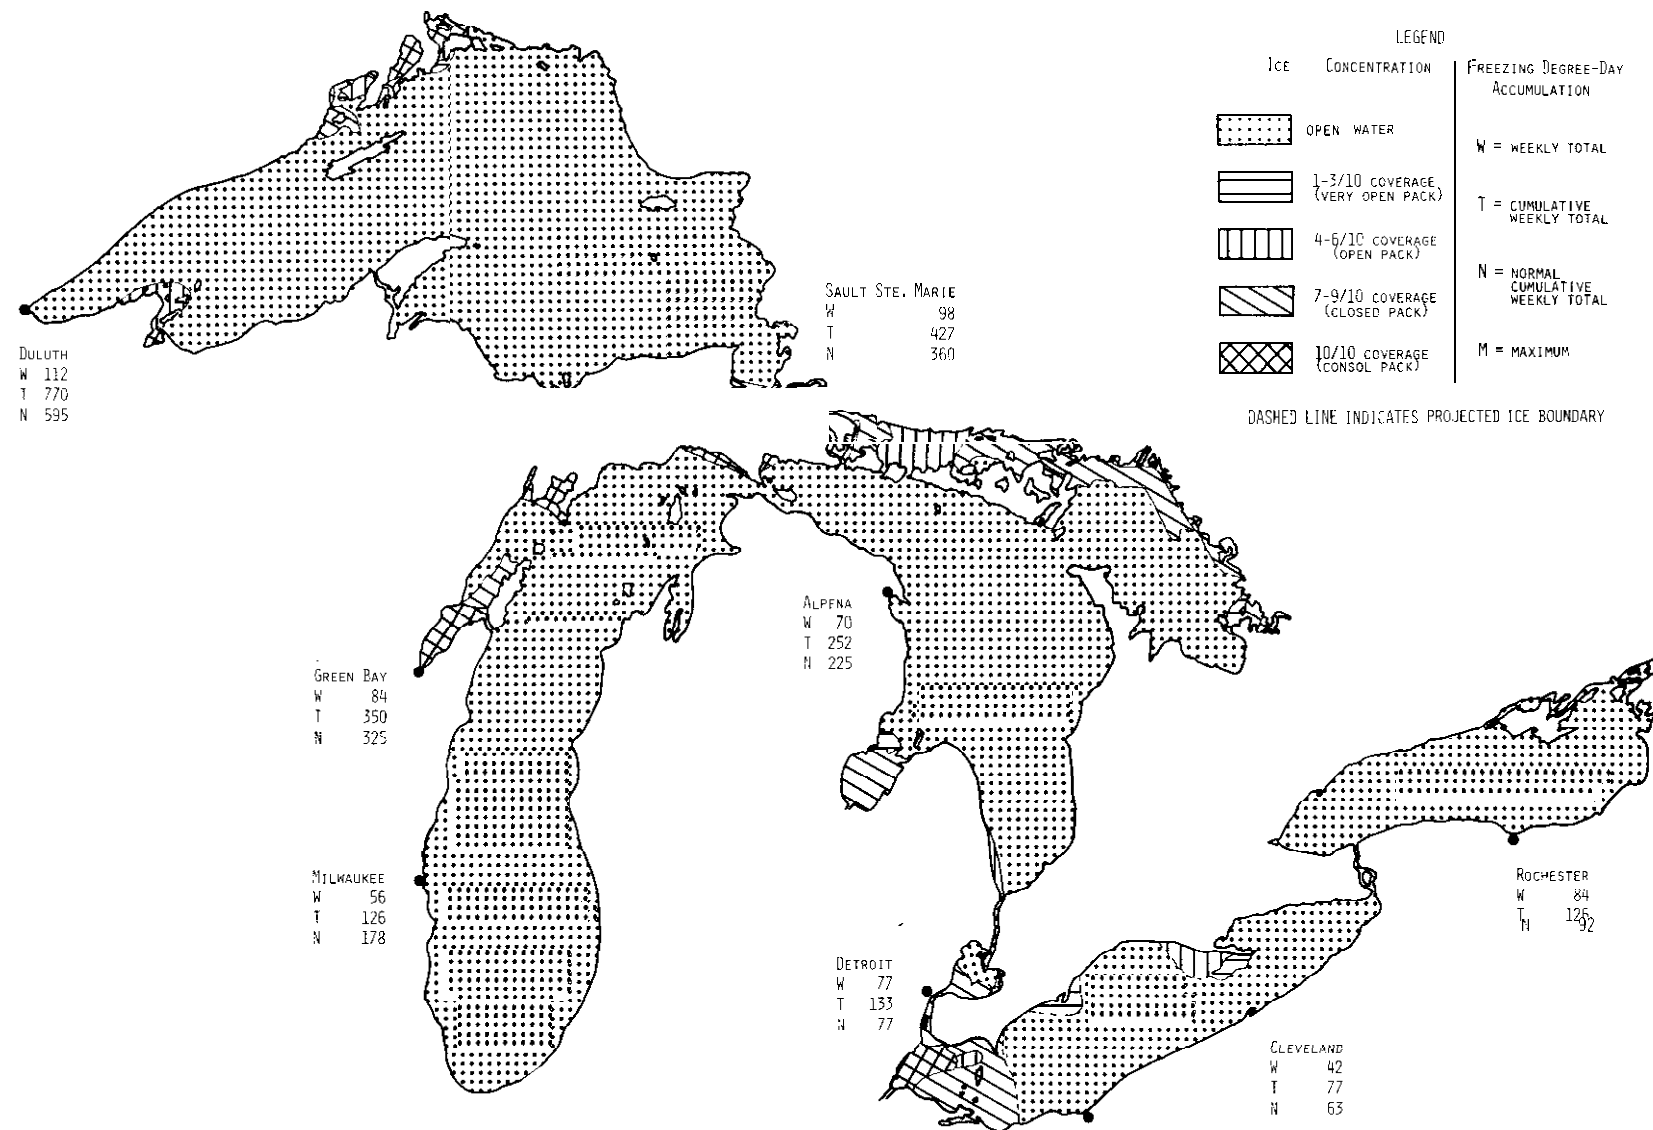 LEGEND
ICE CONCENTRATION
FREEZING DEGREE-DAY
ACCUMULATION
OPEN WATER
1-3/10 COVERAGE
(VERY OPEN PACK)
4-6/10 COVERAGE
(OPEN PACK)
7-9/10 COVERAGE
(CLOSED PACK)
10/10 COVERAGE
(CONSOL PACK)
W = WEEKLY TOTAL
T = CUMULATIVE
WEEKLY TOTAL
N = NORMAL
CUMULATIVE
WEEKLY TOTAL
M = MAXIMUM
DASHED LINE INDICATES PROJECTED ICE BOUNDARY
SAULT STE. MARIE
W 98
T 427
N 360
DULUTH
W 112
T 770
N 595
ALPENA
W 70
T 252
N 225
GREEN BAY
W 84
T 350
N 325
MILWAUKEE
W 56
T 126
N 178
ROCHESTER
W 84
T 126
N 92
DETROIT
W 77
T 133
N 77
CLEVELAND
W 42
T 77
N 63